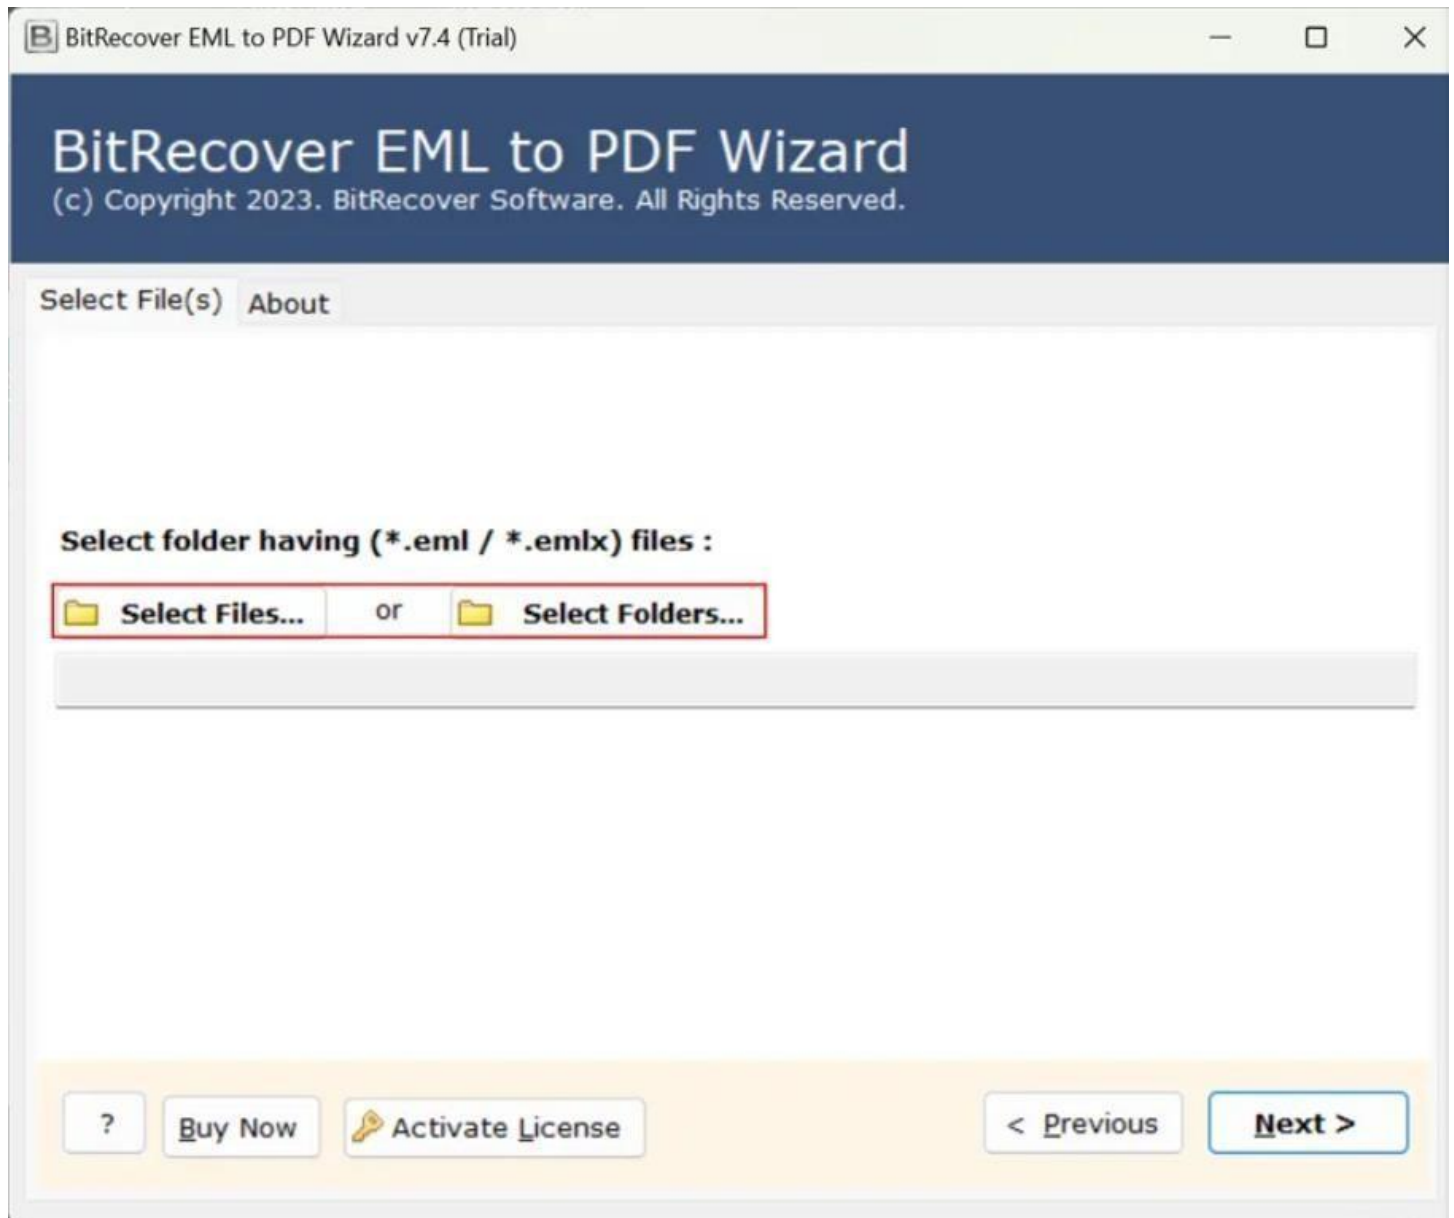 BitRecover EML to PDF Wizard v7.4 (Trial)
BitRecover EML to PDF Wizard
(c) Copyright 2023. BitRecover Software. All Rights Reserved.
Select File(s) About
Select folder having (*.eml / *.emlx) files :
Select Files... or Select Folders...
? Buy Now Activate License < Previous Next >